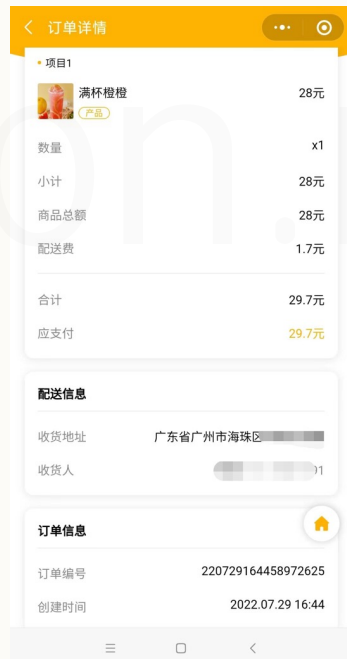 订单详情
项目1
满杯橙橙 28元
产品
数量 x1
小计 28元
商品总额 28元
配送费 1.7元
合计 29.7元
应支付 29.7元
配送信息
收货地址 广东省广州市海珠区
收货人 91
订单信息
订单编号 220729164458972625
创建时间 2022.07.29 16:44